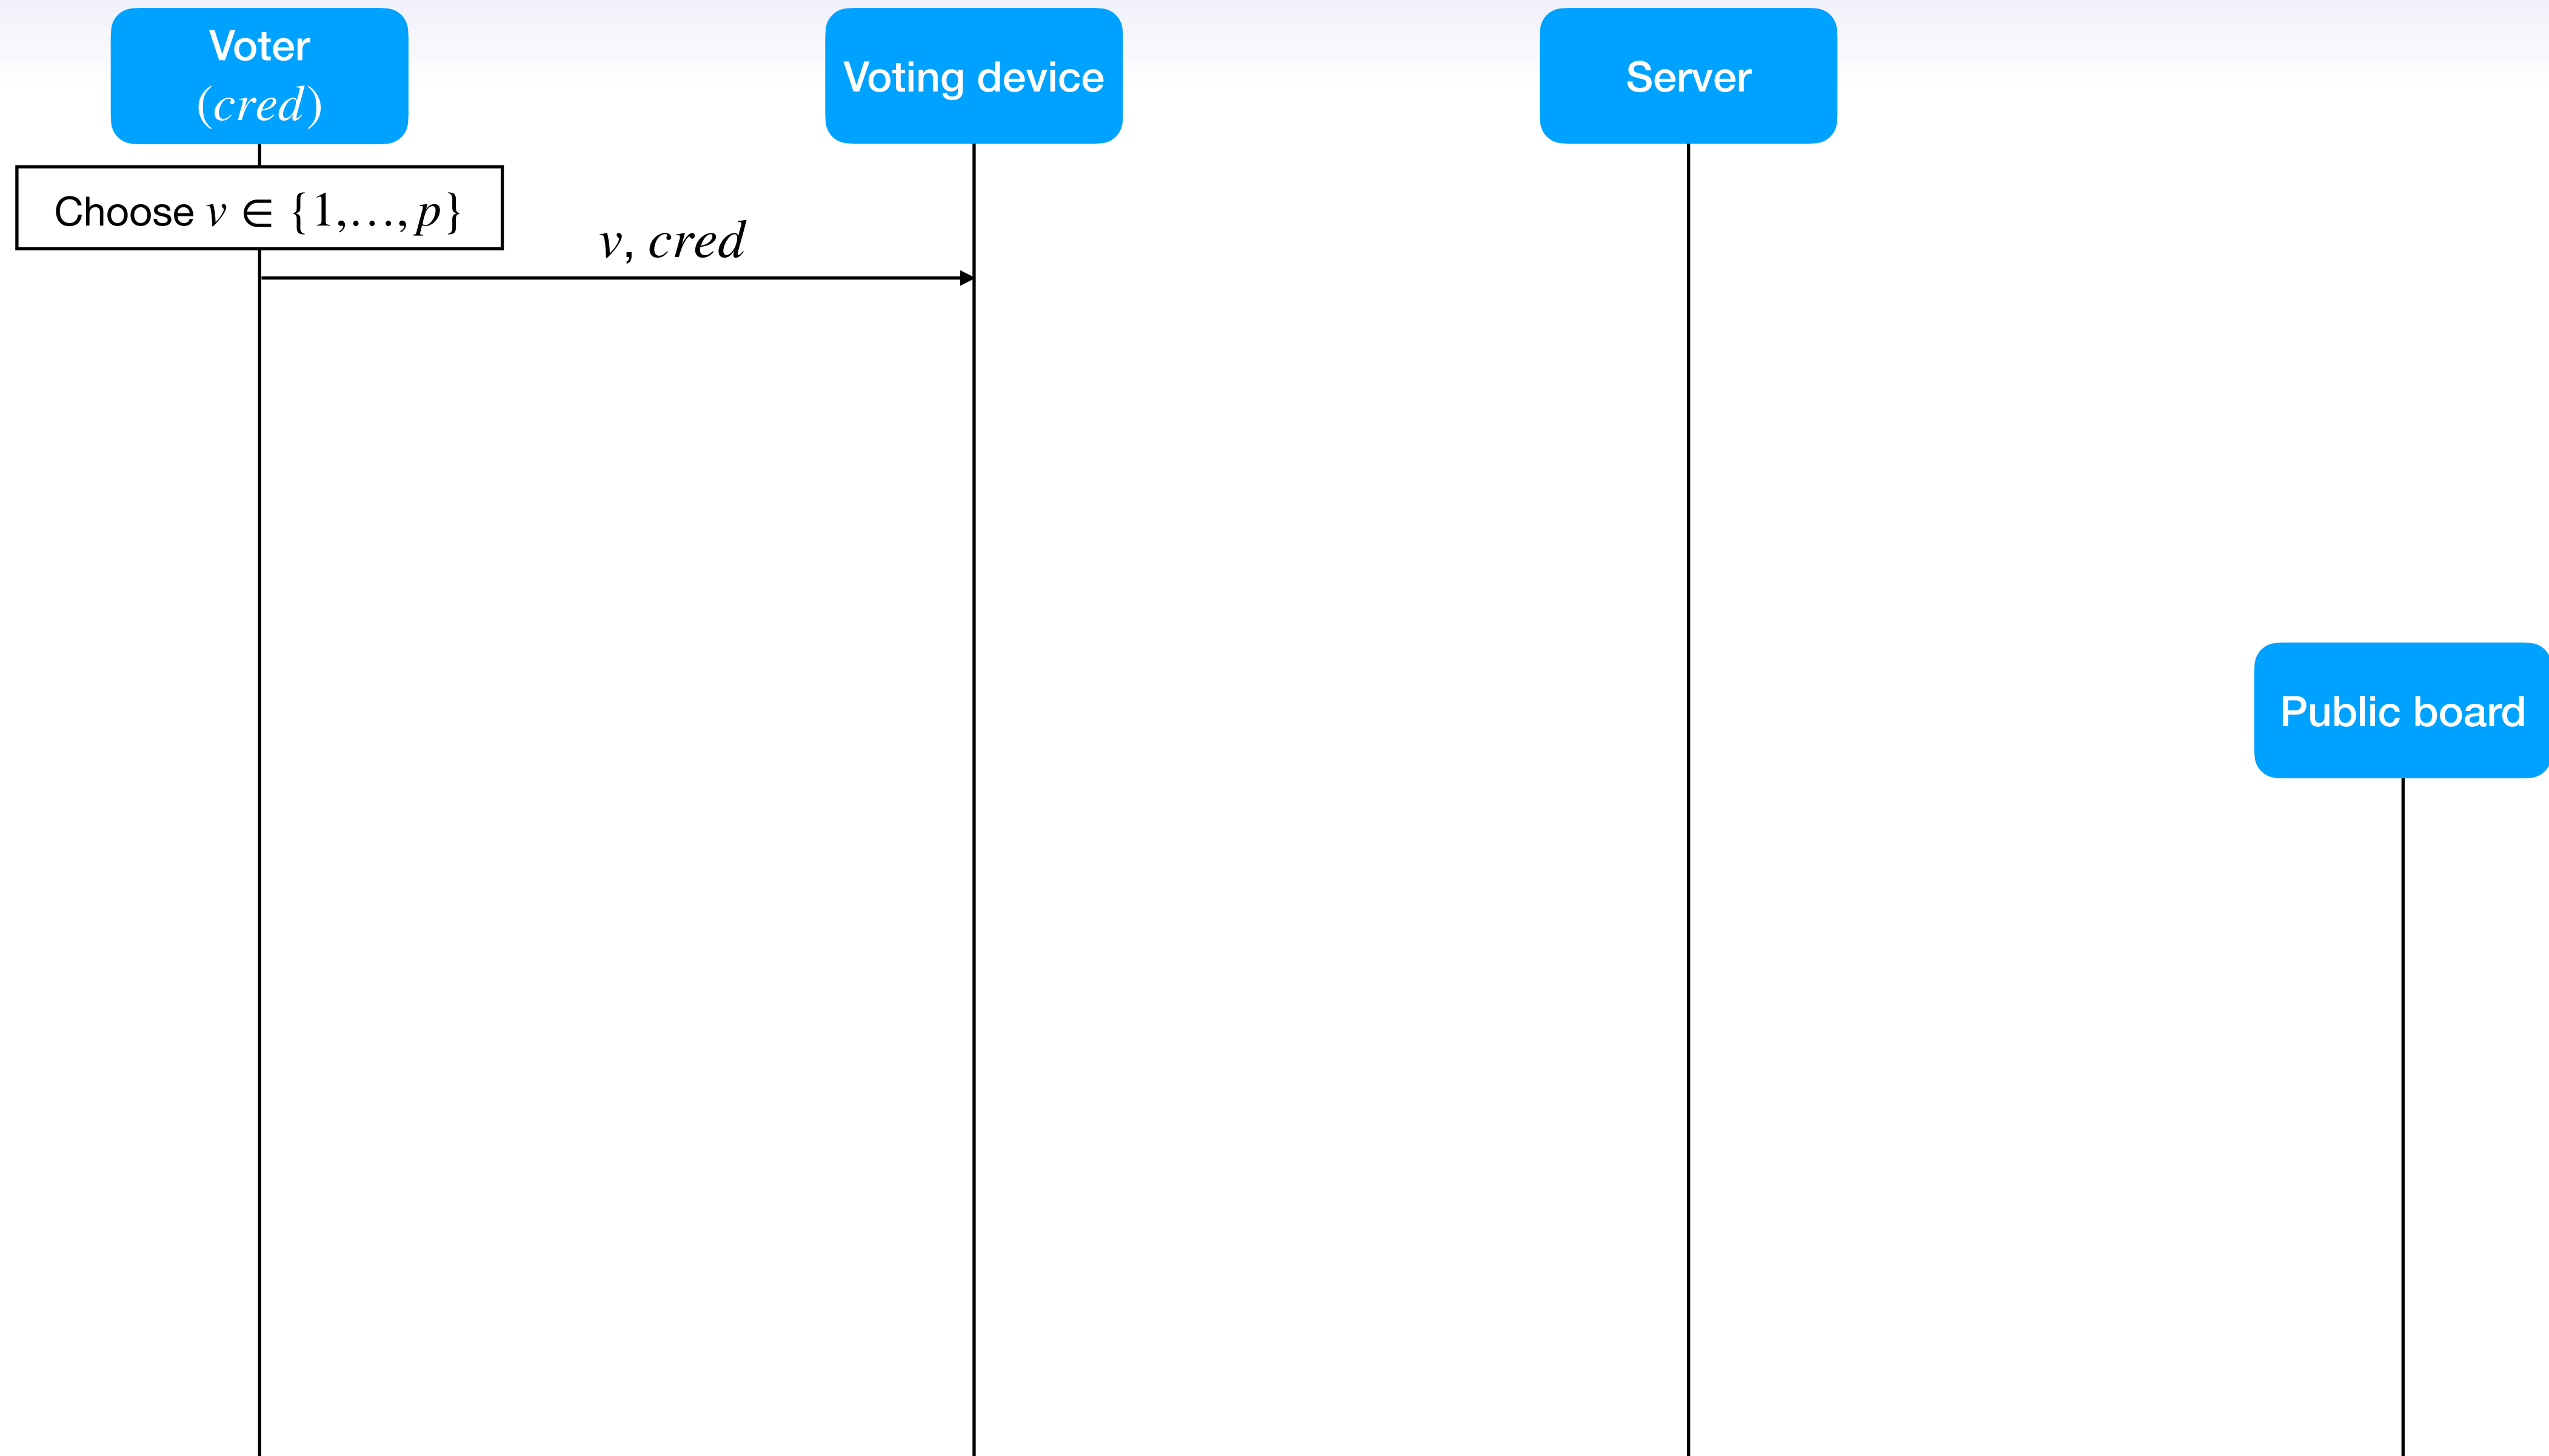 Voter
(cred)
Voting device
Server
Choose v ∈ {1,…, p}
v, cred
Public board